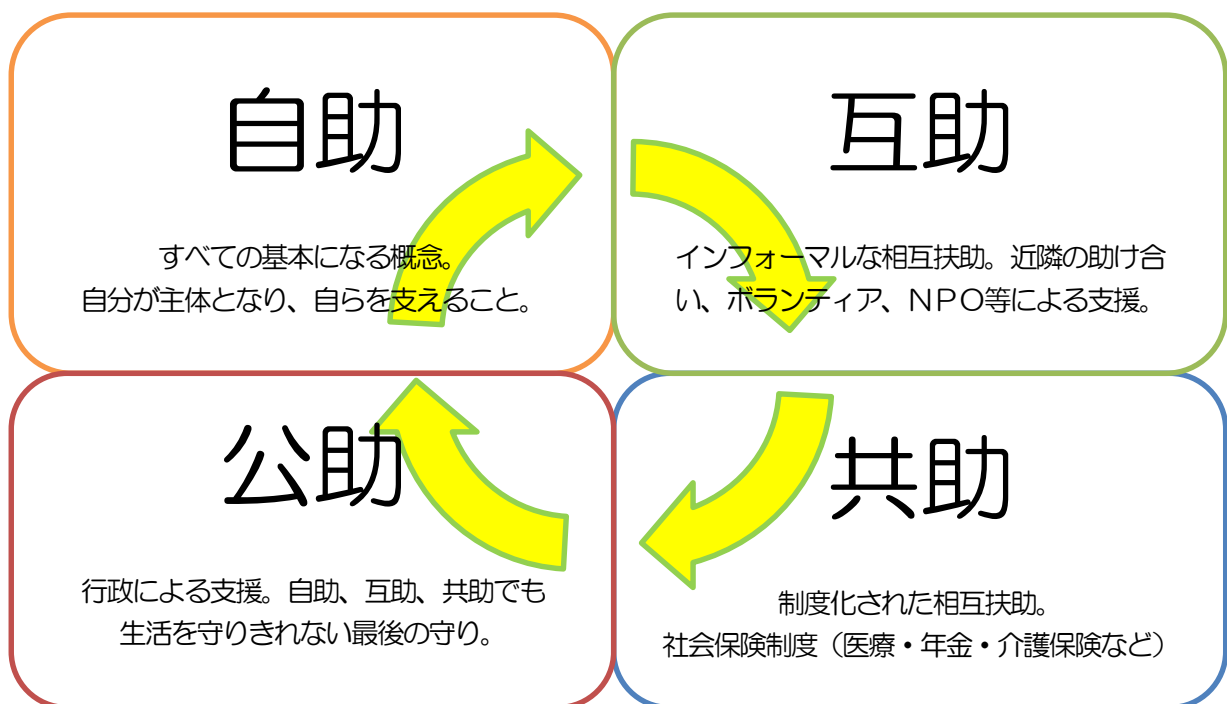 自助
すべての基本になる概念。
自分が主体となり、自らを支えること。
互助
インフォーマルな相互扶助。近隣の助け合
い、ボランティア、ＮＰＯ等による支援。
公助
行政による支援。自助、互助、共助でも
生活を守りきれない最後の守り。
共助
制度化された相互扶助。
社会保険制度（医療・年金・介護保険など）